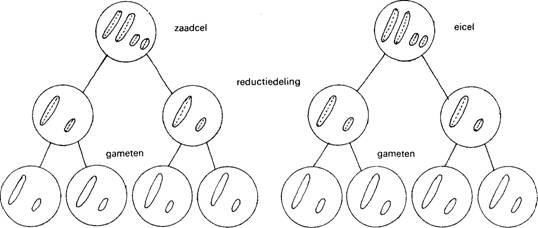 zaadcel
eicel
reductiedeling
gameten
gameten